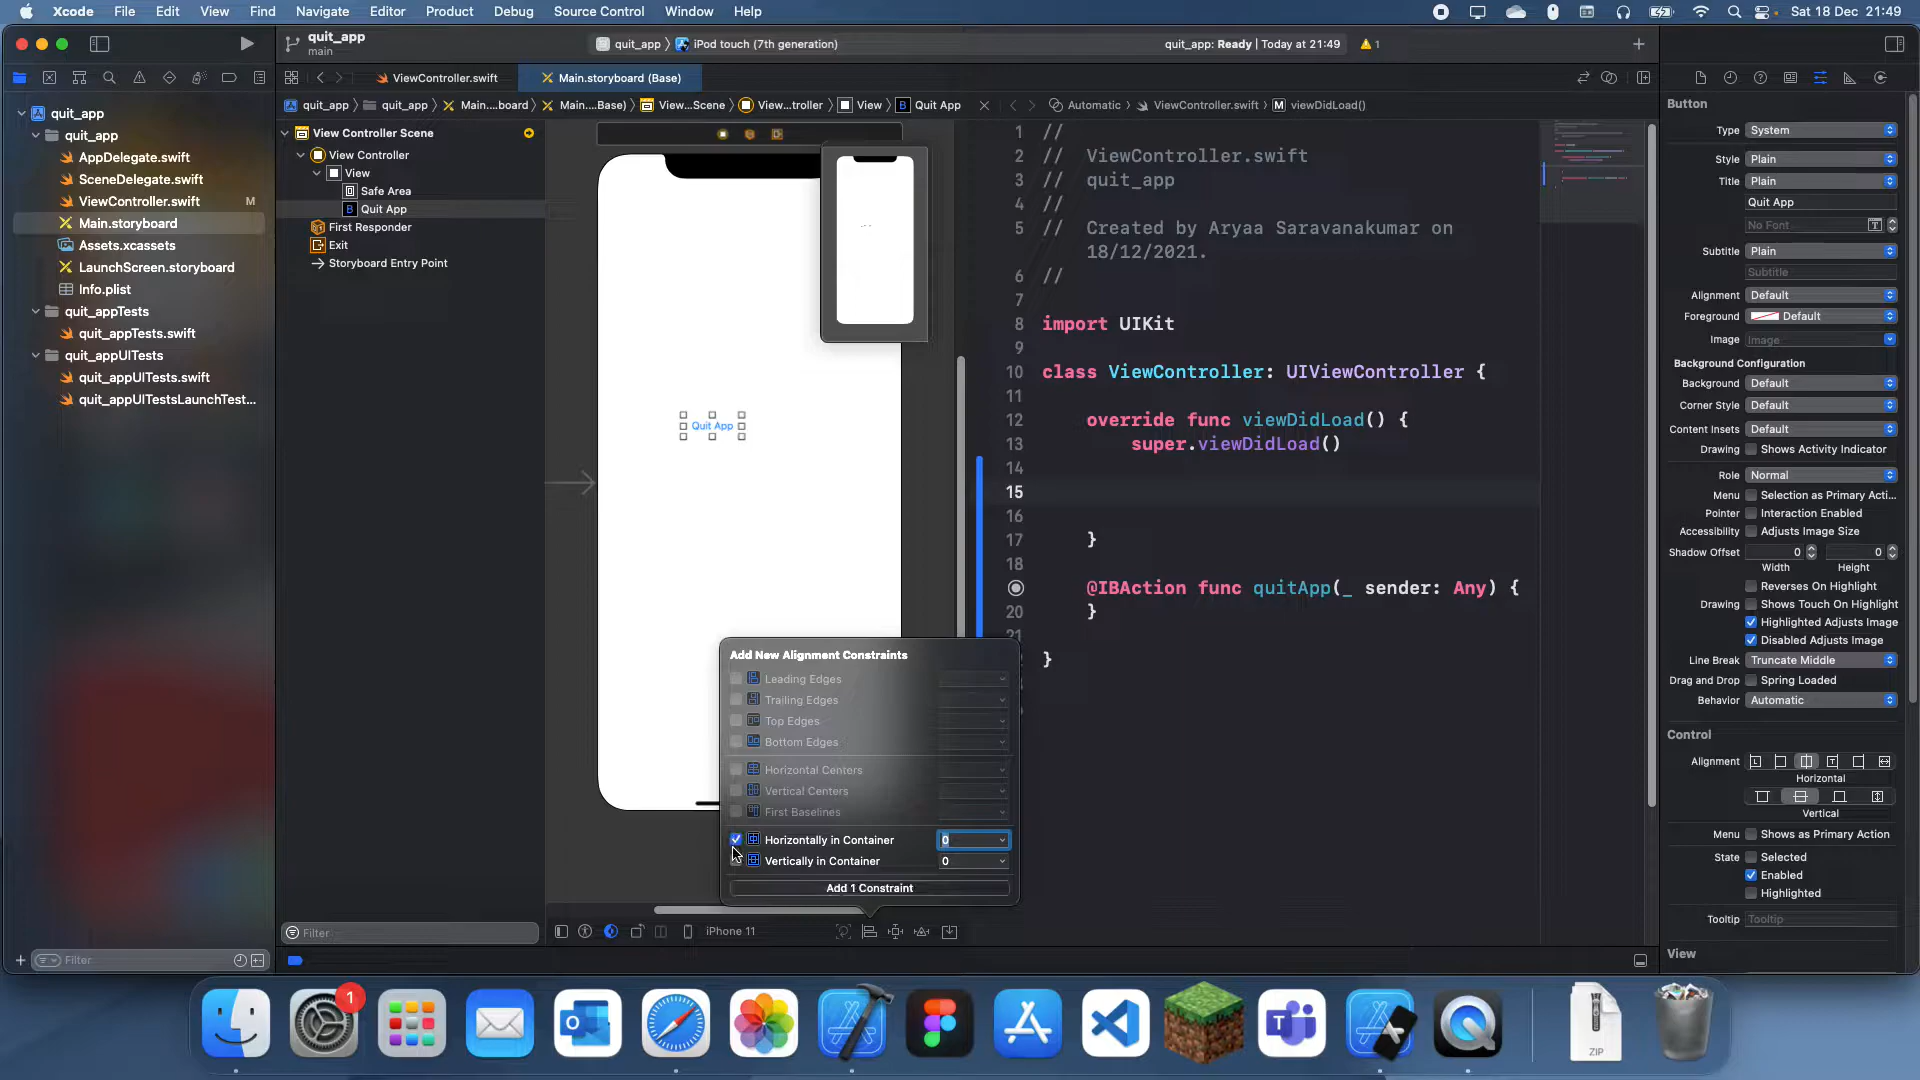 Xcode File Edit View Find Navigate Editor Product Debug Source Control Window Help
Sat 18 Dec 21:49
quit_app
main
quit_app iPod touch (7th generation)
quit_app: Ready | Today at 21:49
1
ViewController.swift
Main.storyboard (Base)
quit_app quit_app Main....board Main....Base) View...Scene View...troller View B Quit App
Automatic ViewController.swift M viewDidLoad()
quit_app
quit_app
AppDelegate.swift
SceneDelegate.swift
ViewController.swift M
Main.storyboard
Assets.xcassets
LaunchScreen.storyboard
Info.plist
quit_appTests
quit_appTests.swift
quit_appUITests
quit_appUITests.swift
quit_appUITestsLaunchTest...
Filter
View Controller Scene
View Controller
View
Safe Area
B Quit App
First Responder
Exit
Storyboard Entry Point
Filter
Quit App
iPhone 11
Add New Alignment Constraints
Leading Edges
Trailing Edges
Top Edges
Bottom Edges
Horizontal Centers
Vertical Centers
First Baselines
Horizontally in Container 0
Vertically in Container 0
Add 1 Constraint
1 //
2 // ViewController.swift
3 // quit_app
4 //
5 // Created by Aryaa Saravanakumar on
18/12/2021.
6 //
7
8 import UIKit
9
10 class ViewController: UIViewController {
11
12 override func viewDidLoad() {
13 super.viewDidLoad()
14
15
16
17 }
18
@IBAction func quitApp(_ sender: Any) {
20 }
21
}
Button
Type System
Style Plain
Title Plain
Quit App
No Font
Subtitle Plain
Subtitle
Alignment Default
Foreground Default
Image Image
Background Configuration
Background Default
Corner Style Default
Content Insets Default
Drawing Shows Activity Indicator
Role Normal
Menu Selection as Primary Acti...
Pointer Interaction Enabled
Accessibility Adjusts Image Size
Shadow Offset 0 0
Width Height
Reverses On Highlight
Drawing Shows Touch On Highlight
Highlighted Adjusts Image
Disabled Adjusts Image
Line Break Truncate Middle
Drag and Drop Spring Loaded
Behavior Automatic
Control
Alignment
Horizontal
Vertical
Menu Shows as Primary Action
State Selected
Enabled
Highlighted
Tooltip Tooltip
View
1
ZIP